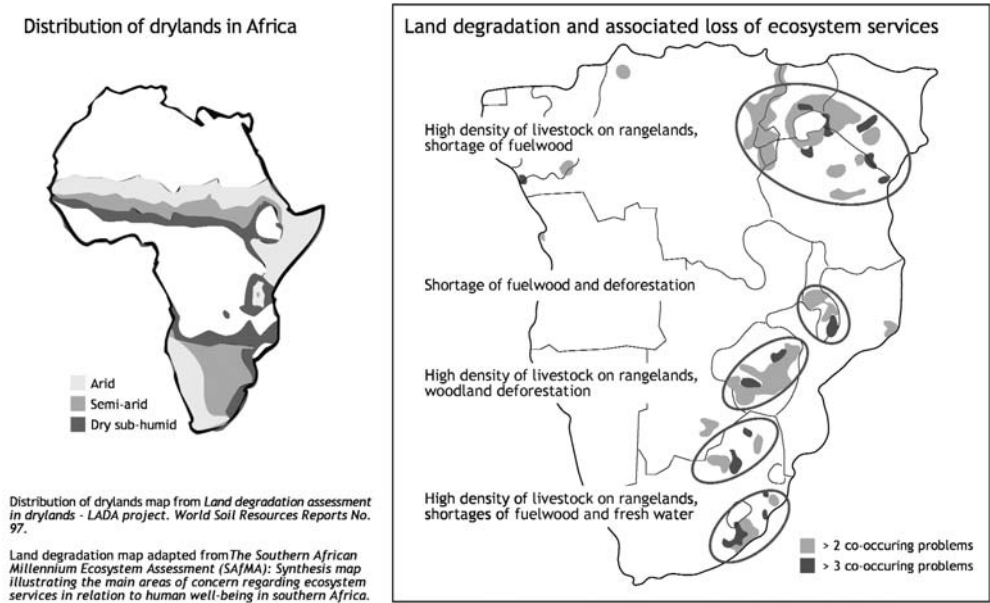 Distribution of drylands in Africa
Arid
Semi-arid
Dry sub-humid
Distribution of drylands map from Land degradation assessment
in drylands - LADA project. World Soil Resources Reports No.
97.
Land degradation map adapted from The Southern African
Millennium Ecosystem Assessment (SAfMA): Synthesis map
illustrating the main areas of concern regarding ecosystem
services in relation to human well-being in southern Africa.
Land degradation and associated loss of ecosystem services
High density of livestock on rangelands,
shortage of fuelwood
Shortage of fuelwood and deforestation
High density of livestock on rangelands,
woodland deforestation
High density of livestock on rangelands,
shortages of fuelwood and fresh water
> 2 co-occuring problems
> 3 co-occuring problems